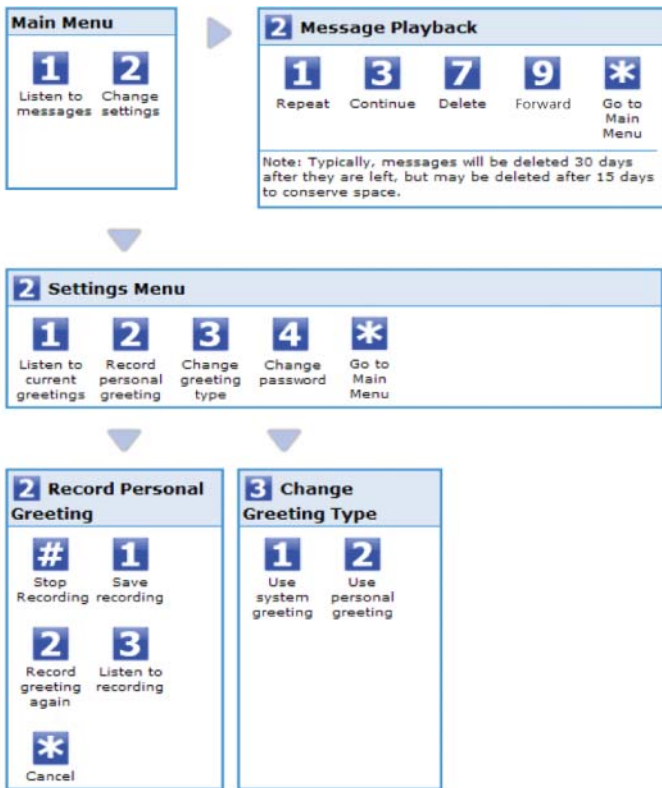 Main Menu
1 2
Listen to Change
messages settings
2 Message Playback
1 3 7 9 *
Repeat Continue Delete Forward Go to
Main
Menu
Note: Typically, messages will be deleted 30 days
after they are left, but may be deleted after 15 days
to conserve space.
2 Settings Menu
1 2 3 4 *
Listen to Record Change Change Go to
current personal greeting password Main
greetings greeting type Menu
2 Record Personal
Greeting
# 1
Stop Save
Recording recording
2 3
Record Listen to
greeting recording
again
*
Cancel
3 Change
Greeting Type
1 2
Use Use
system personal
greeting greeting